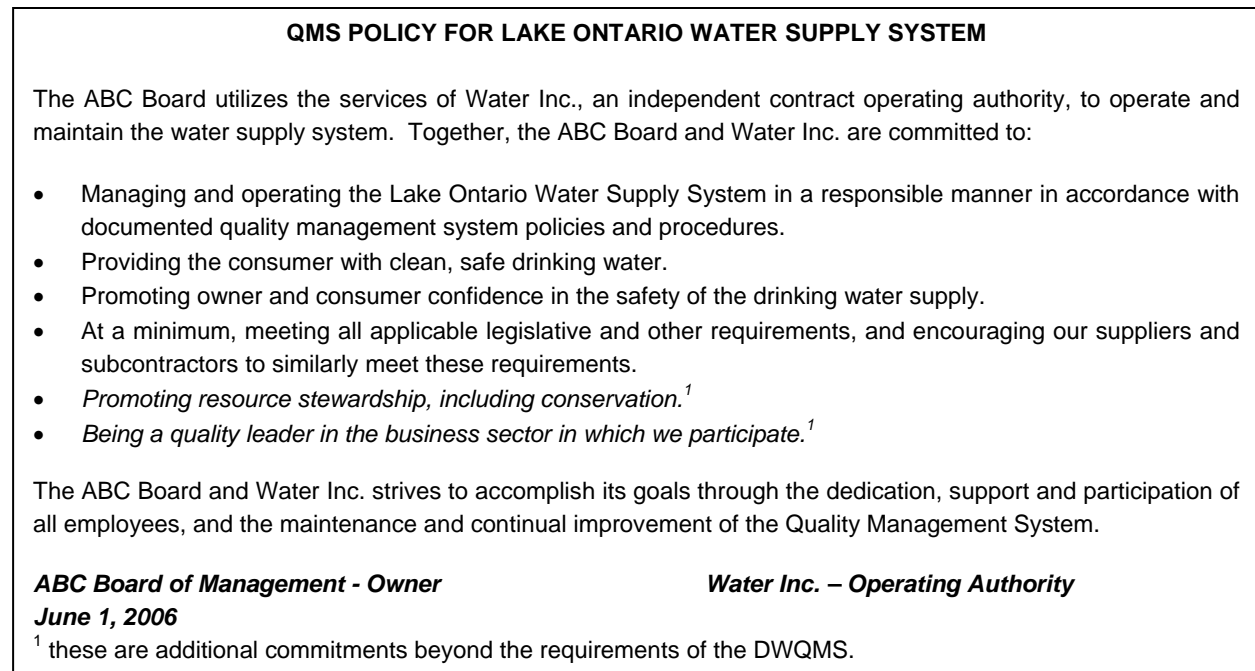 QMS POLICY FOR LAKE ONTARIO WATER SUPPLY SYSTEM
The ABC Board utilizes the services of Water Inc., an independent contract operating authority, to operate and
maintain the water supply system. Together, the ABC Board and Water Inc. are committed to:
• Managing and operating the Lake Ontario Water Supply System in a responsible manner in accordance with
documented quality management system policies and procedures.
• Providing the consumer with clean, safe drinking water.
• Promoting owner and consumer confidence in the safety of the drinking water supply.
• At a minimum, meeting all applicable legislative and other requirements, and encouraging our suppliers and
subcontractors to similarly meet these requirements.
• Promoting resource stewardship, including conservation.¹
• Being a quality leader in the business sector in which we participate.¹
The ABC Board and Water Inc. strives to accomplish its goals through the dedication, support and participation of
all employees, and the maintenance and continual improvement of the Quality Management System.
ABC Board of Management - Owner Water Inc. – Operating Authority
June 1, 2006
¹ these are additional commitments beyond the requirements of the DWQMS.